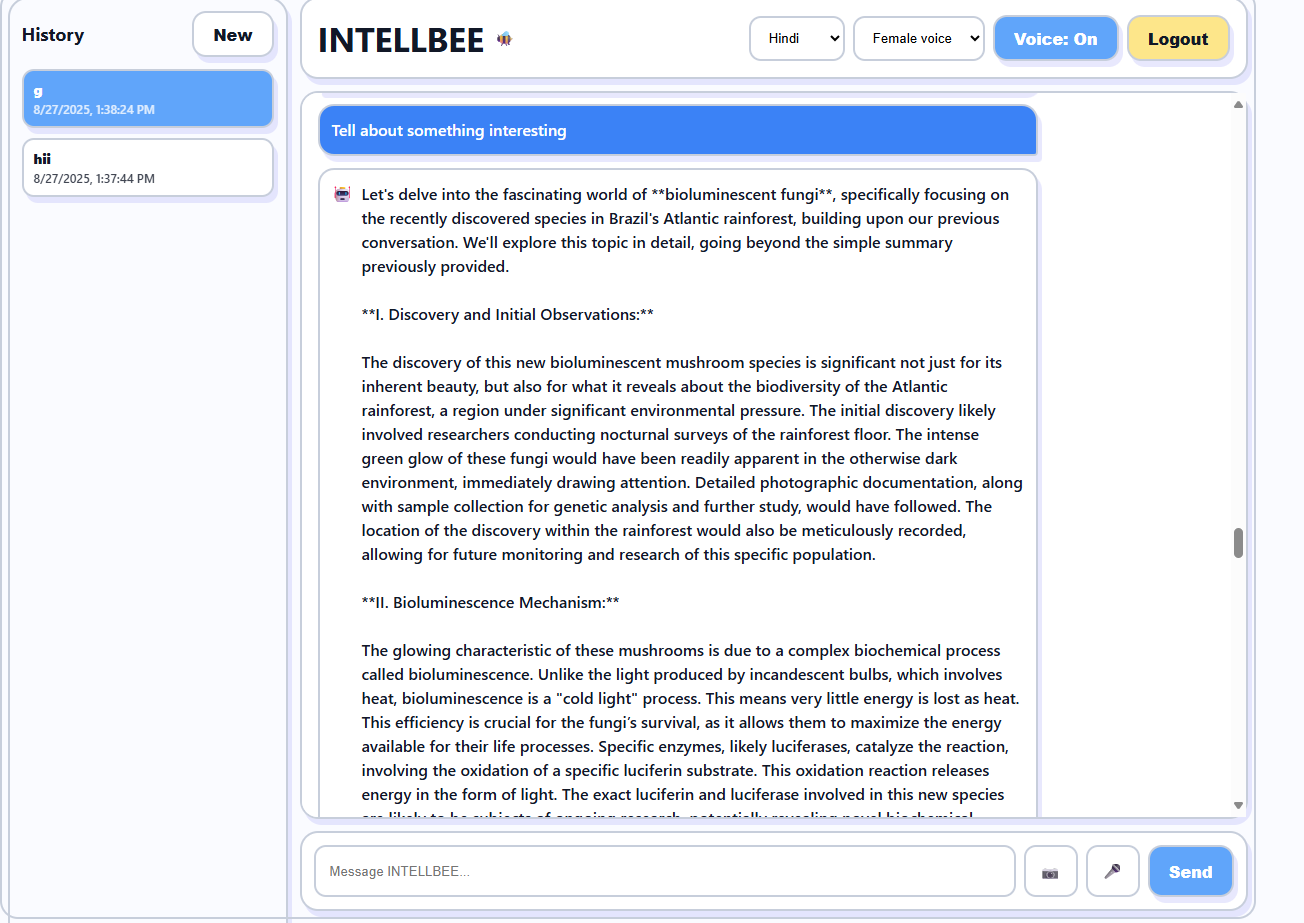 History
New
g
8/27/2025, 1:38:24 PM
hii
8/27/2025, 1:37:44 PM
INTELLBEE
Hindi
Female voice
Voice: On
Logout
Tell about something interesting
Let's delve into the fascinating world of **bioluminescent fungi**, specifically focusing on
the recently discovered species in Brazil's Atlantic rainforest, building upon our previous
conversation. We'll explore this topic in detail, going beyond the simple summary
previously provided.
**I. Discovery and Initial Observations:**
The discovery of this new bioluminescent mushroom species is significant not just for its
inherent beauty, but also for what it reveals about the biodiversity of the Atlantic
rainforest, a region under significant environmental pressure. The initial discovery likely
involved researchers conducting nocturnal surveys of the rainforest floor. The intense
green glow of these fungi would have been readily apparent in the otherwise dark
environment, immediately drawing attention. Detailed photographic documentation, along
with sample collection for genetic analysis and further study, would have followed. The
location of the discovery within the rainforest would also be meticulously recorded,
allowing for future monitoring and research of this specific population.
**II. Bioluminescence Mechanism:**
The glowing characteristic of these mushrooms is due to a complex biochemical process
called bioluminescence. Unlike the light produced by incandescent bulbs, which involves
heat, bioluminescence is a "cold light" process. This means very little energy is lost as heat.
This efficiency is crucial for the fungi's survival, as it allows them to maximize the energy
available for their life processes. Specific enzymes, likely luciferases, catalyze the reaction,
involving the oxidation of a specific luciferin substrate. This oxidation reaction releases
energy in the form of light. The exact luciferin and luciferase involved in this new species
are likely to be subjects of ongoing research, potentially revealing novel biochemical
Message INTELLBEE...
Send